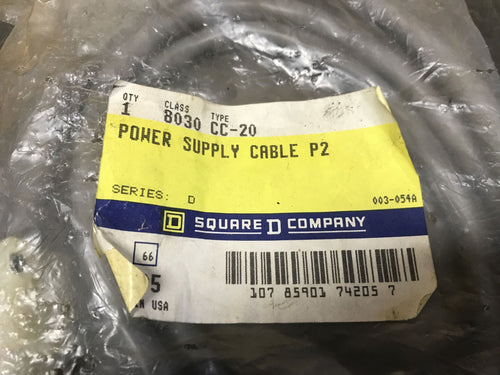 QTY CLASS TYPE
1 8030 CC-20
POWER SUPPLY CABLE P2
SERIES: D 003-054A
D SQUARE D COMPANY
66
5
IN USA
107 85901 74205 7